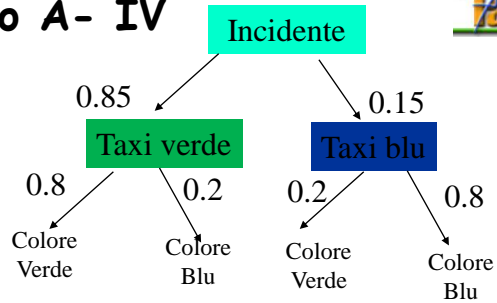 o A- IV
Incidente
0.85
0.15
Taxi verde
Taxi blu
0.8
0.2
0.2
0.8
Colore
Verde
Colore
Blu
Colore
Verde
Colore
Blu